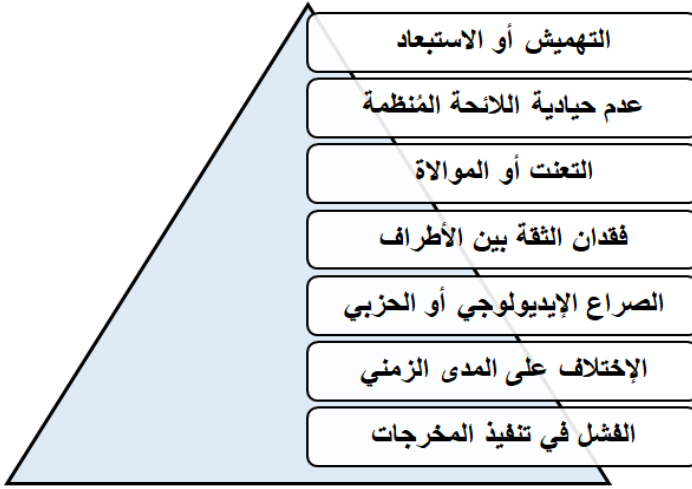 التهميش أو الاستبعاد
عدم حيادية اللائحة المُنظمة
التعنت أو الموالاة
فقدان الثقة بين الأطراف
الصراع الإيديولوجي أو الحزبي
الإختلاف على المدى الزمني
الفشل في تنفيذ المخرجات